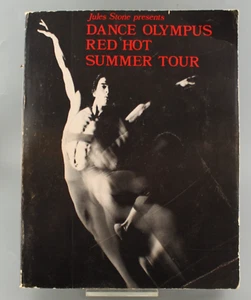 Jules Stone presents
DANCE OLYMPUS
RED HOT
SUMMER TOUR